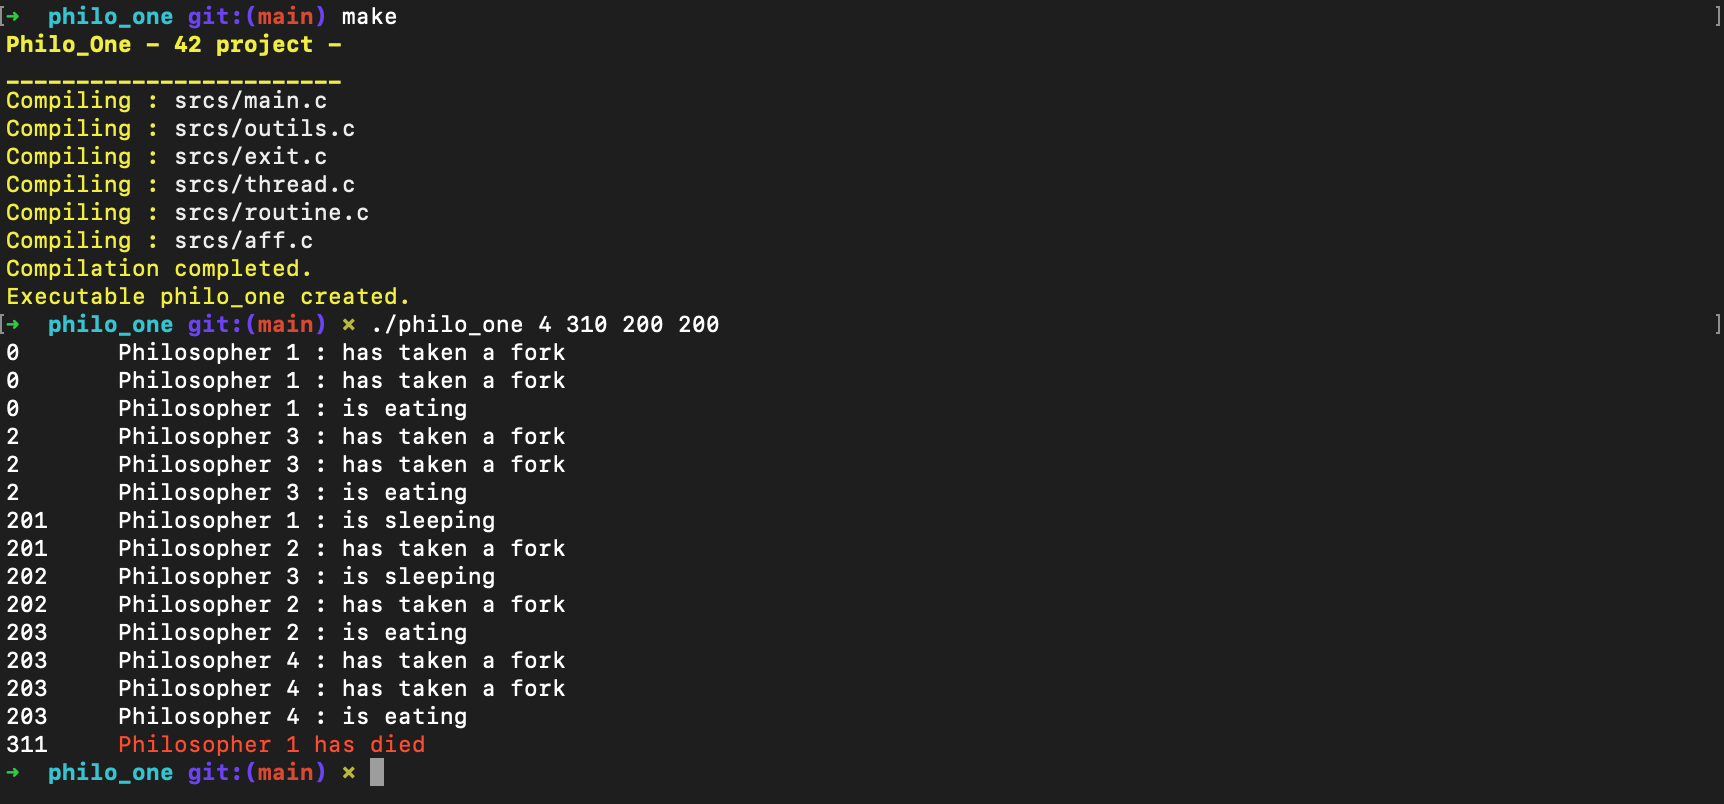 [➜  philo_one git:(main) make ]
Philo_One - 42 project -
________________________
Compiling : srcs/main.c
Compiling : srcs/outils.c
Compiling : srcs/exit.c
Compiling : srcs/thread.c
Compiling : srcs/routine.c
Compiling : srcs/aff.c
Compilation completed.
Executable philo_one created.
[➜  philo_one git:(main) ✗ ./philo_one 4 310 200 200 ]
0       Philosopher 1 : has taken a fork
0       Philosopher 1 : has taken a fork
0       Philosopher 1 : is eating
2       Philosopher 3 : has taken a fork
2       Philosopher 3 : has taken a fork
2       Philosopher 3 : is eating
201     Philosopher 1 : is sleeping
201     Philosopher 2 : has taken a fork
202     Philosopher 3 : is sleeping
202     Philosopher 2 : has taken a fork
203     Philosopher 2 : is eating
203     Philosopher 4 : has taken a fork
203     Philosopher 4 : has taken a fork
203     Philosopher 4 : is eating
311     Philosopher 1 has died
➜  philo_one git:(main) ✗